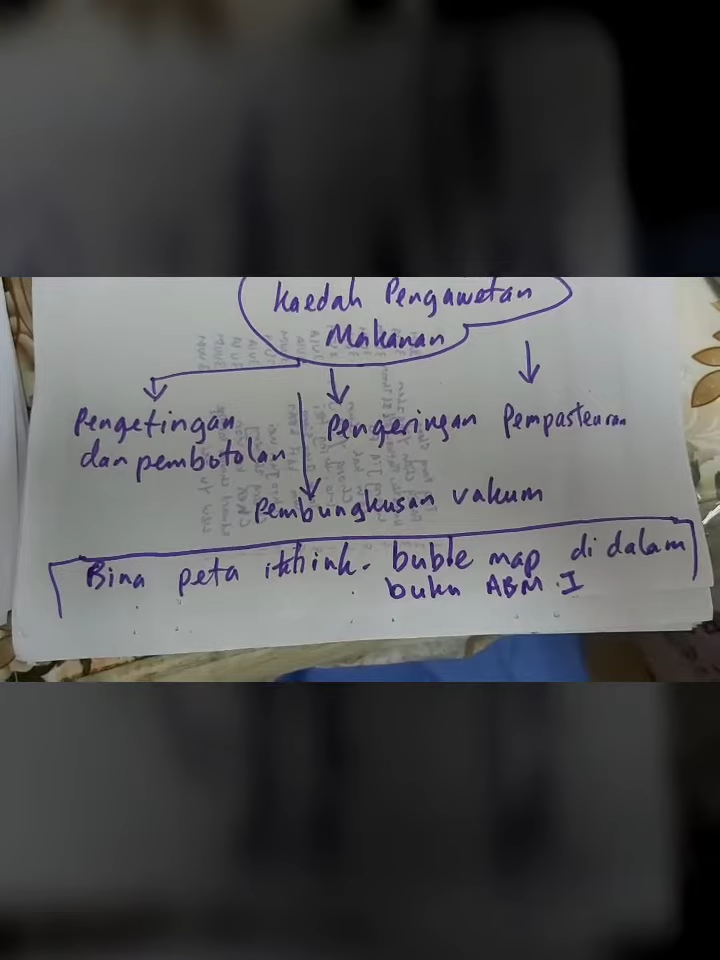 Kaedah Pengawetan
Makanan
Pengetingan
dan pembotolan
Pengeringan
Pempasteuran
Pembungkusan vakum
Bina peta ithink. buble map di dalam
buku ABM I